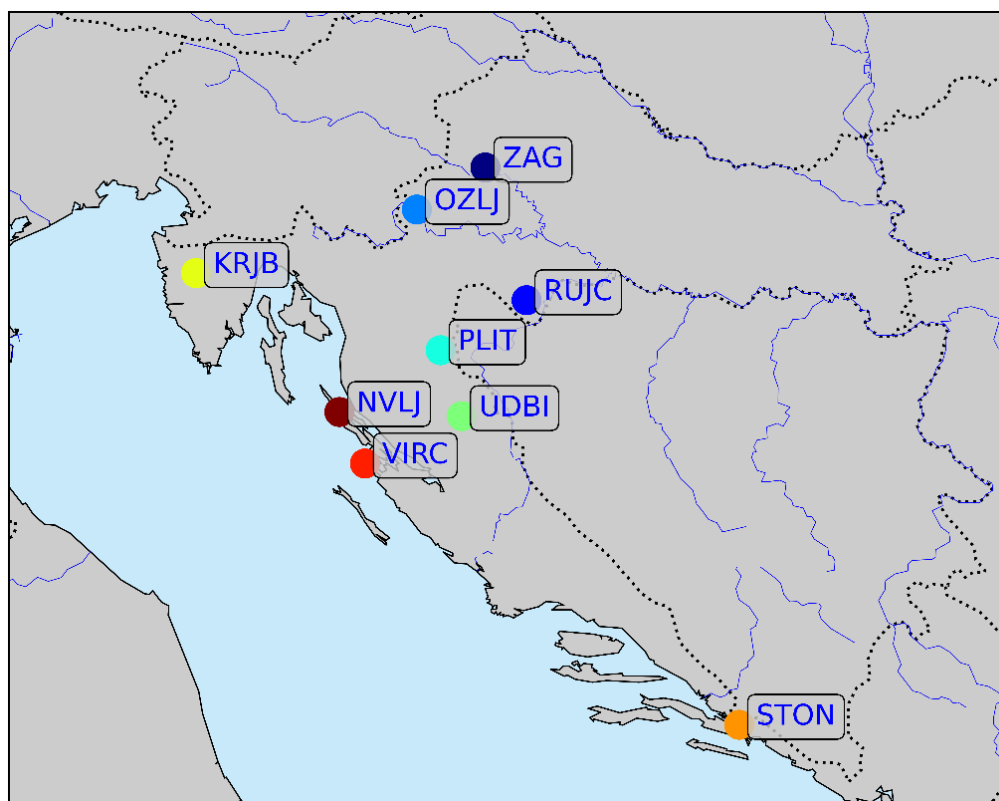 ZAG
OZLJ
KRJB
RUJC
PLIT
NVLJ
UDBI
VIRC
STON